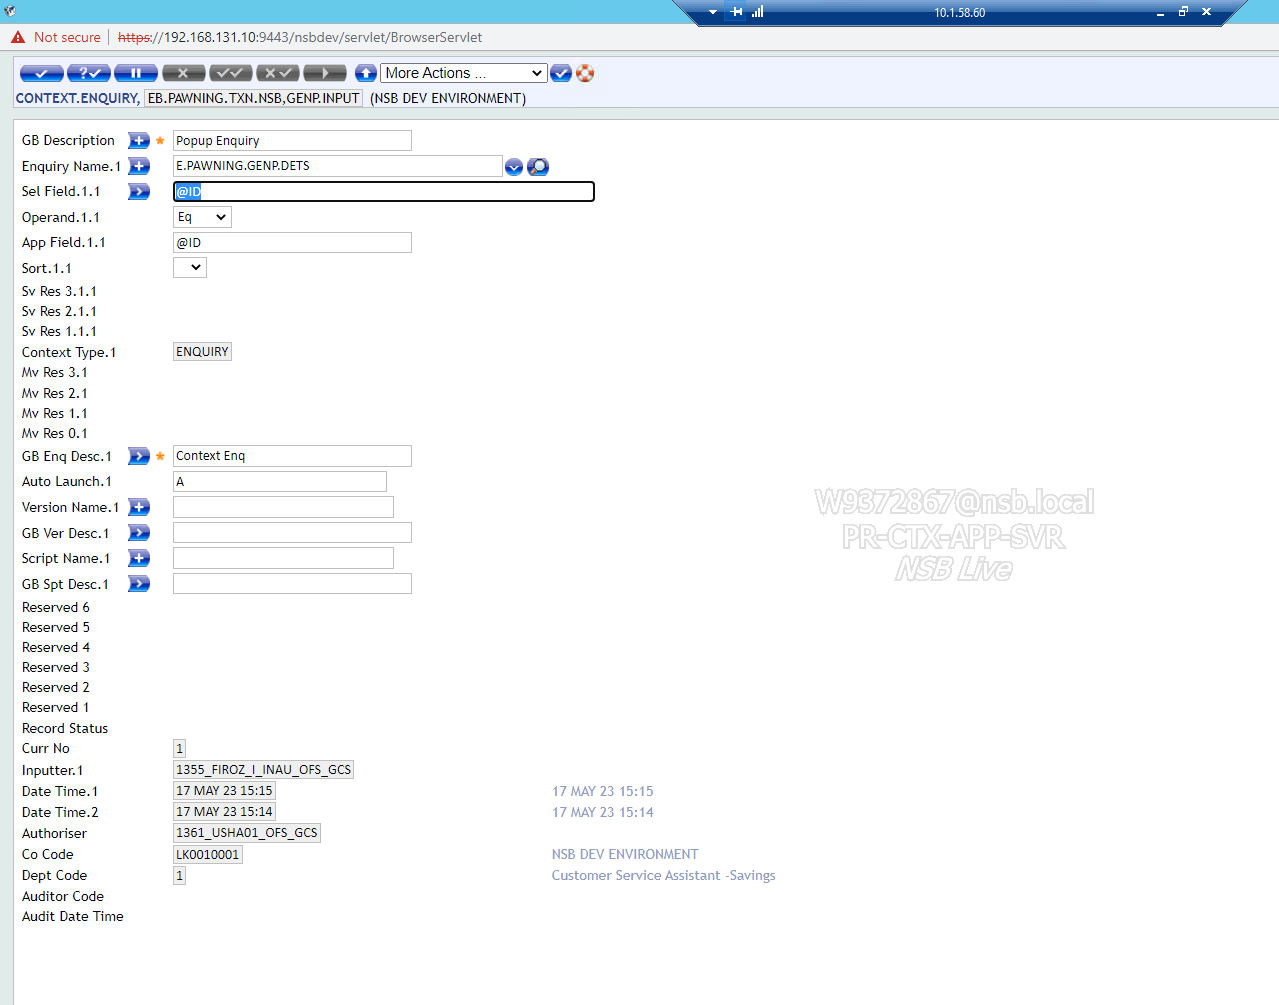 10.1.58.60
Not secure | https://192.168.131.10:9443/nsbdev/servlet/BrowserServlet
More Actions ...
CONTEXT.ENQUIRY, EB.PAWNING.TXN.NSB,GENP.INPUT (NSB DEV ENVIRONMENT)
GB Description Popup Enquiry
Enquiry Name.1 E.PAWNING.GENP.DETS
Sel Field.1.1 @ID
Operand.1.1 Eq
App Field.1.1 @ID
Sort.1.1
Sv Res 3.1.1
Sv Res 2.1.1
Sv Res 1.1.1
Context Type.1 ENQUIRY
Mv Res 3.1
Mv Res 2.1
Mv Res 1.1
Mv Res 0.1
GB Enq Desc.1 Context Enq
Auto Launch.1 A
Version Name.1
GB Ver Desc.1
Script Name.1
GB Spt Desc.1
W9372867@nsb.local
PR-CTX-APP-SVR
NSB Live
Reserved 6
Reserved 5
Reserved 4
Reserved 3
Reserved 2
Reserved 1
Record Status
Curr No 1
Inputter.1 1355_FIROZ_I_INAU_OFS_GCS
Date Time.1 17 MAY 23 15:15 17 MAY 23 15:15
Date Time.2 17 MAY 23 15:14 17 MAY 23 15:14
Authoriser 1361_USHA01_OFS_GCS
Co Code LK0010001 NSB DEV ENVIRONMENT
Dept Code 1 Customer Service Assistant -Savings
Auditor Code
Audit Date Time